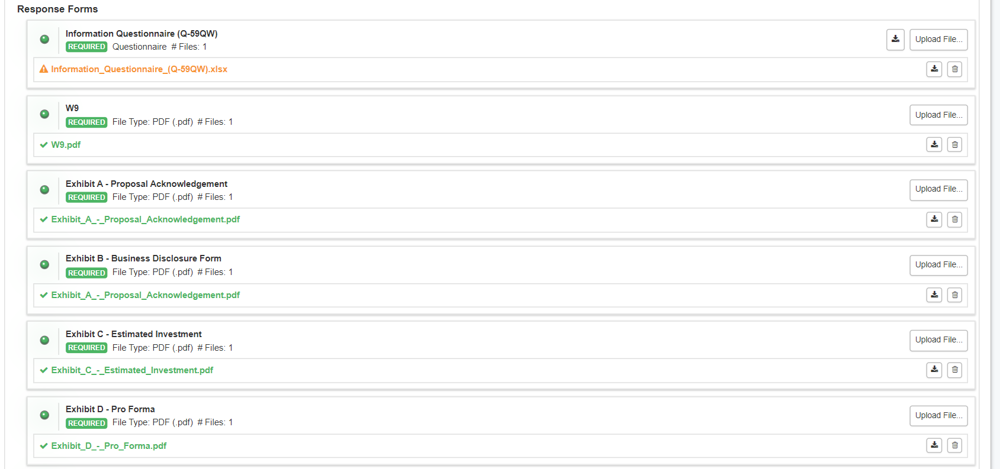 Response Forms
Information Questionnaire (Q-59QW)
REQUIRED Questionnaire # Files: 1
Upload File...
Information_Questionnaire_(Q-59QW).xlsx
W9
REQUIRED File Type: PDF (.pdf) # Files: 1
Upload File...
W9.pdf
Exhibit A - Proposal Acknowledgement
REQUIRED File Type: PDF (.pdf) # Files: 1
Upload File...
Exhibit_A_-_Proposal_Acknowledgement.pdf
Exhibit B - Business Disclosure Form
REQUIRED File Type: PDF (.pdf) # Files: 1
Upload File...
Exhibit_A_-_Proposal_Acknowledgement.pdf
Exhibit C - Estimated Investment
REQUIRED File Type: PDF (.pdf) # Files: 1
Upload File...
Exhibit_C_-_Estimated_Investment.pdf
Exhibit D - Pro Forma
REQUIRED File Type: PDF (.pdf) # Files: 1
Upload File...
Exhibit_D_-_Pro_Forma.pdf